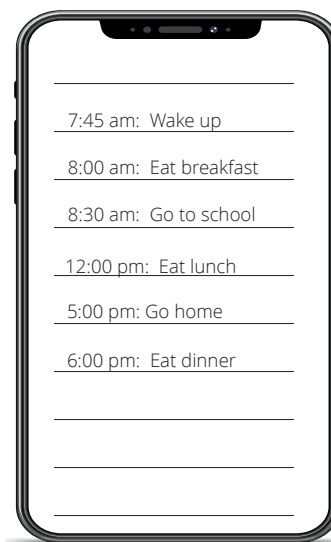 7:45 am: Wake up
8:00 am: Eat breakfast
8:30 am: Go to school
12:00 pm: Eat lunch
5:00 pm: Go home
6:00 pm: Eat dinner